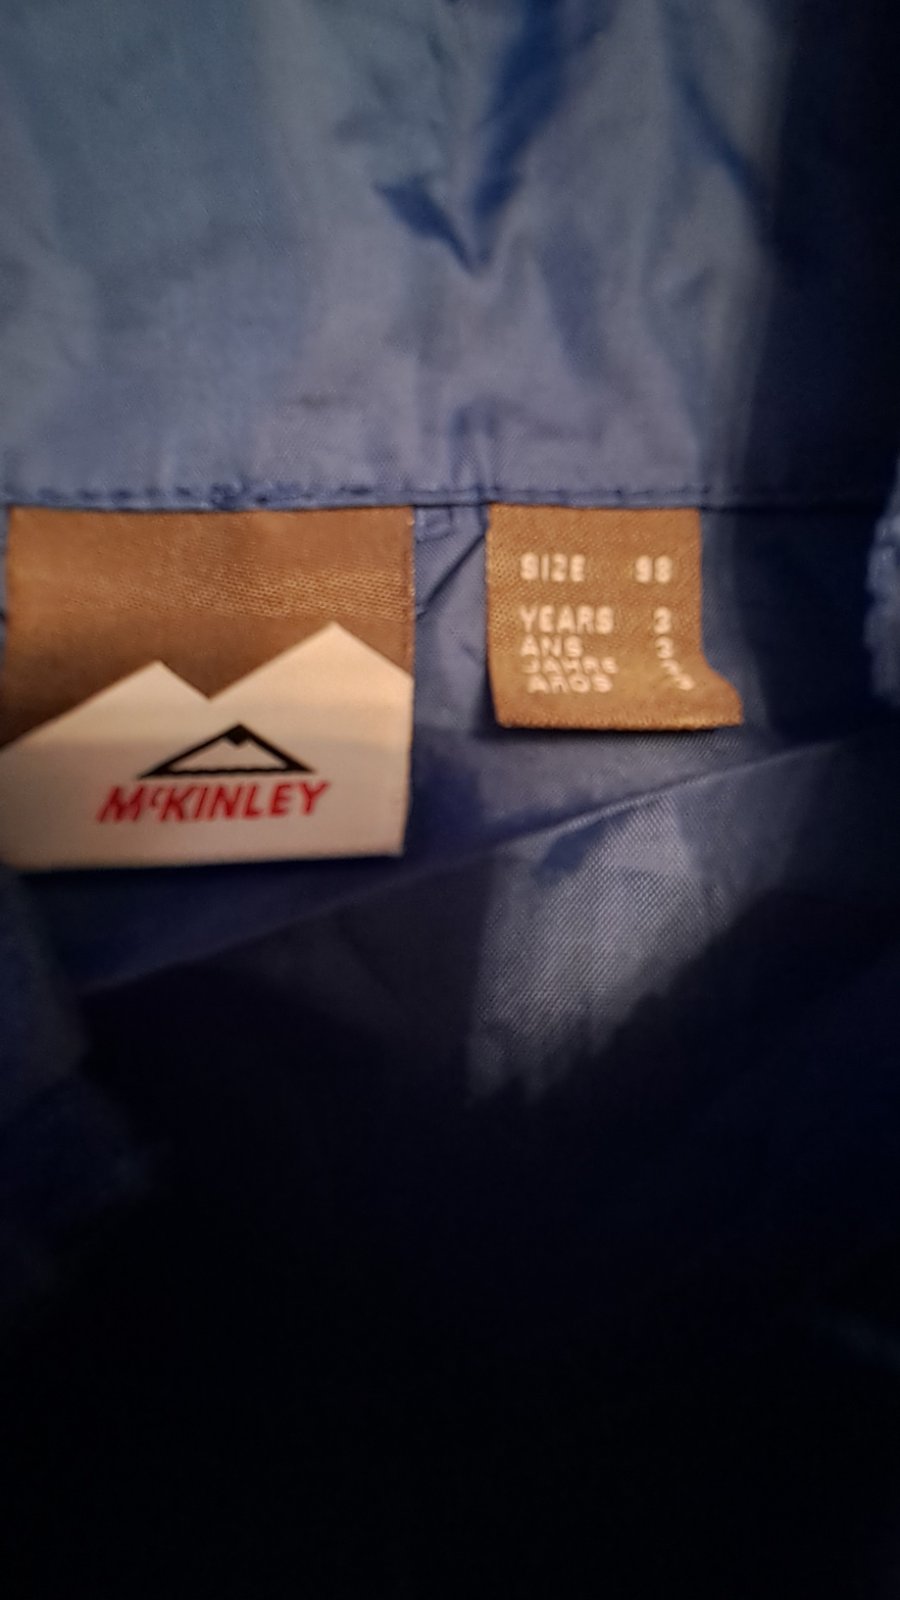 McKINLEY
SIZE 98
YEARS 3
ANS 3
JAHRE 3
AÑOS 3